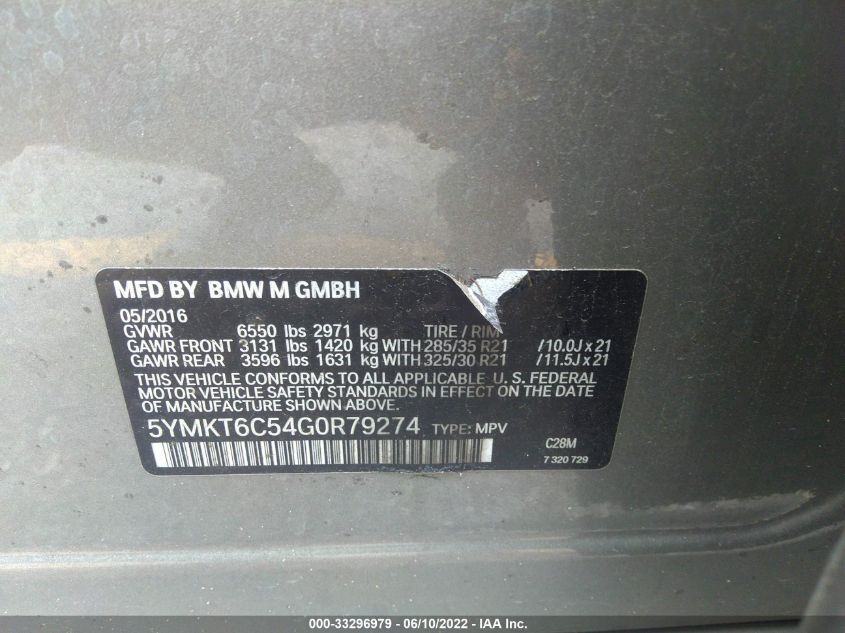 MFD BY BMW M GMBH
05/2016
GVWR 6550 lbs 2971 kg TIRE / RIM
GAWR FRONT 3131 lbs 1420 kg WITH 285/35 R21 / 10.0J x 21
GAWR REAR 3596 lbs 1631 kg WITH 325/30 R21 / 11.5J x 21
THIS VEHICLE CONFORMS TO ALL APPLICABLE U. S. FEDERAL
MOTOR VEHICLE SAFETY STANDARDS IN EFFECT ON THE DATE
OF MANUFACTURE SHOWN ABOVE.
5YMKT6C54G0R79274 TYPE: MPV
C28M
7 320 729
000-33296979 - 06/10/2022 - IAA Inc.